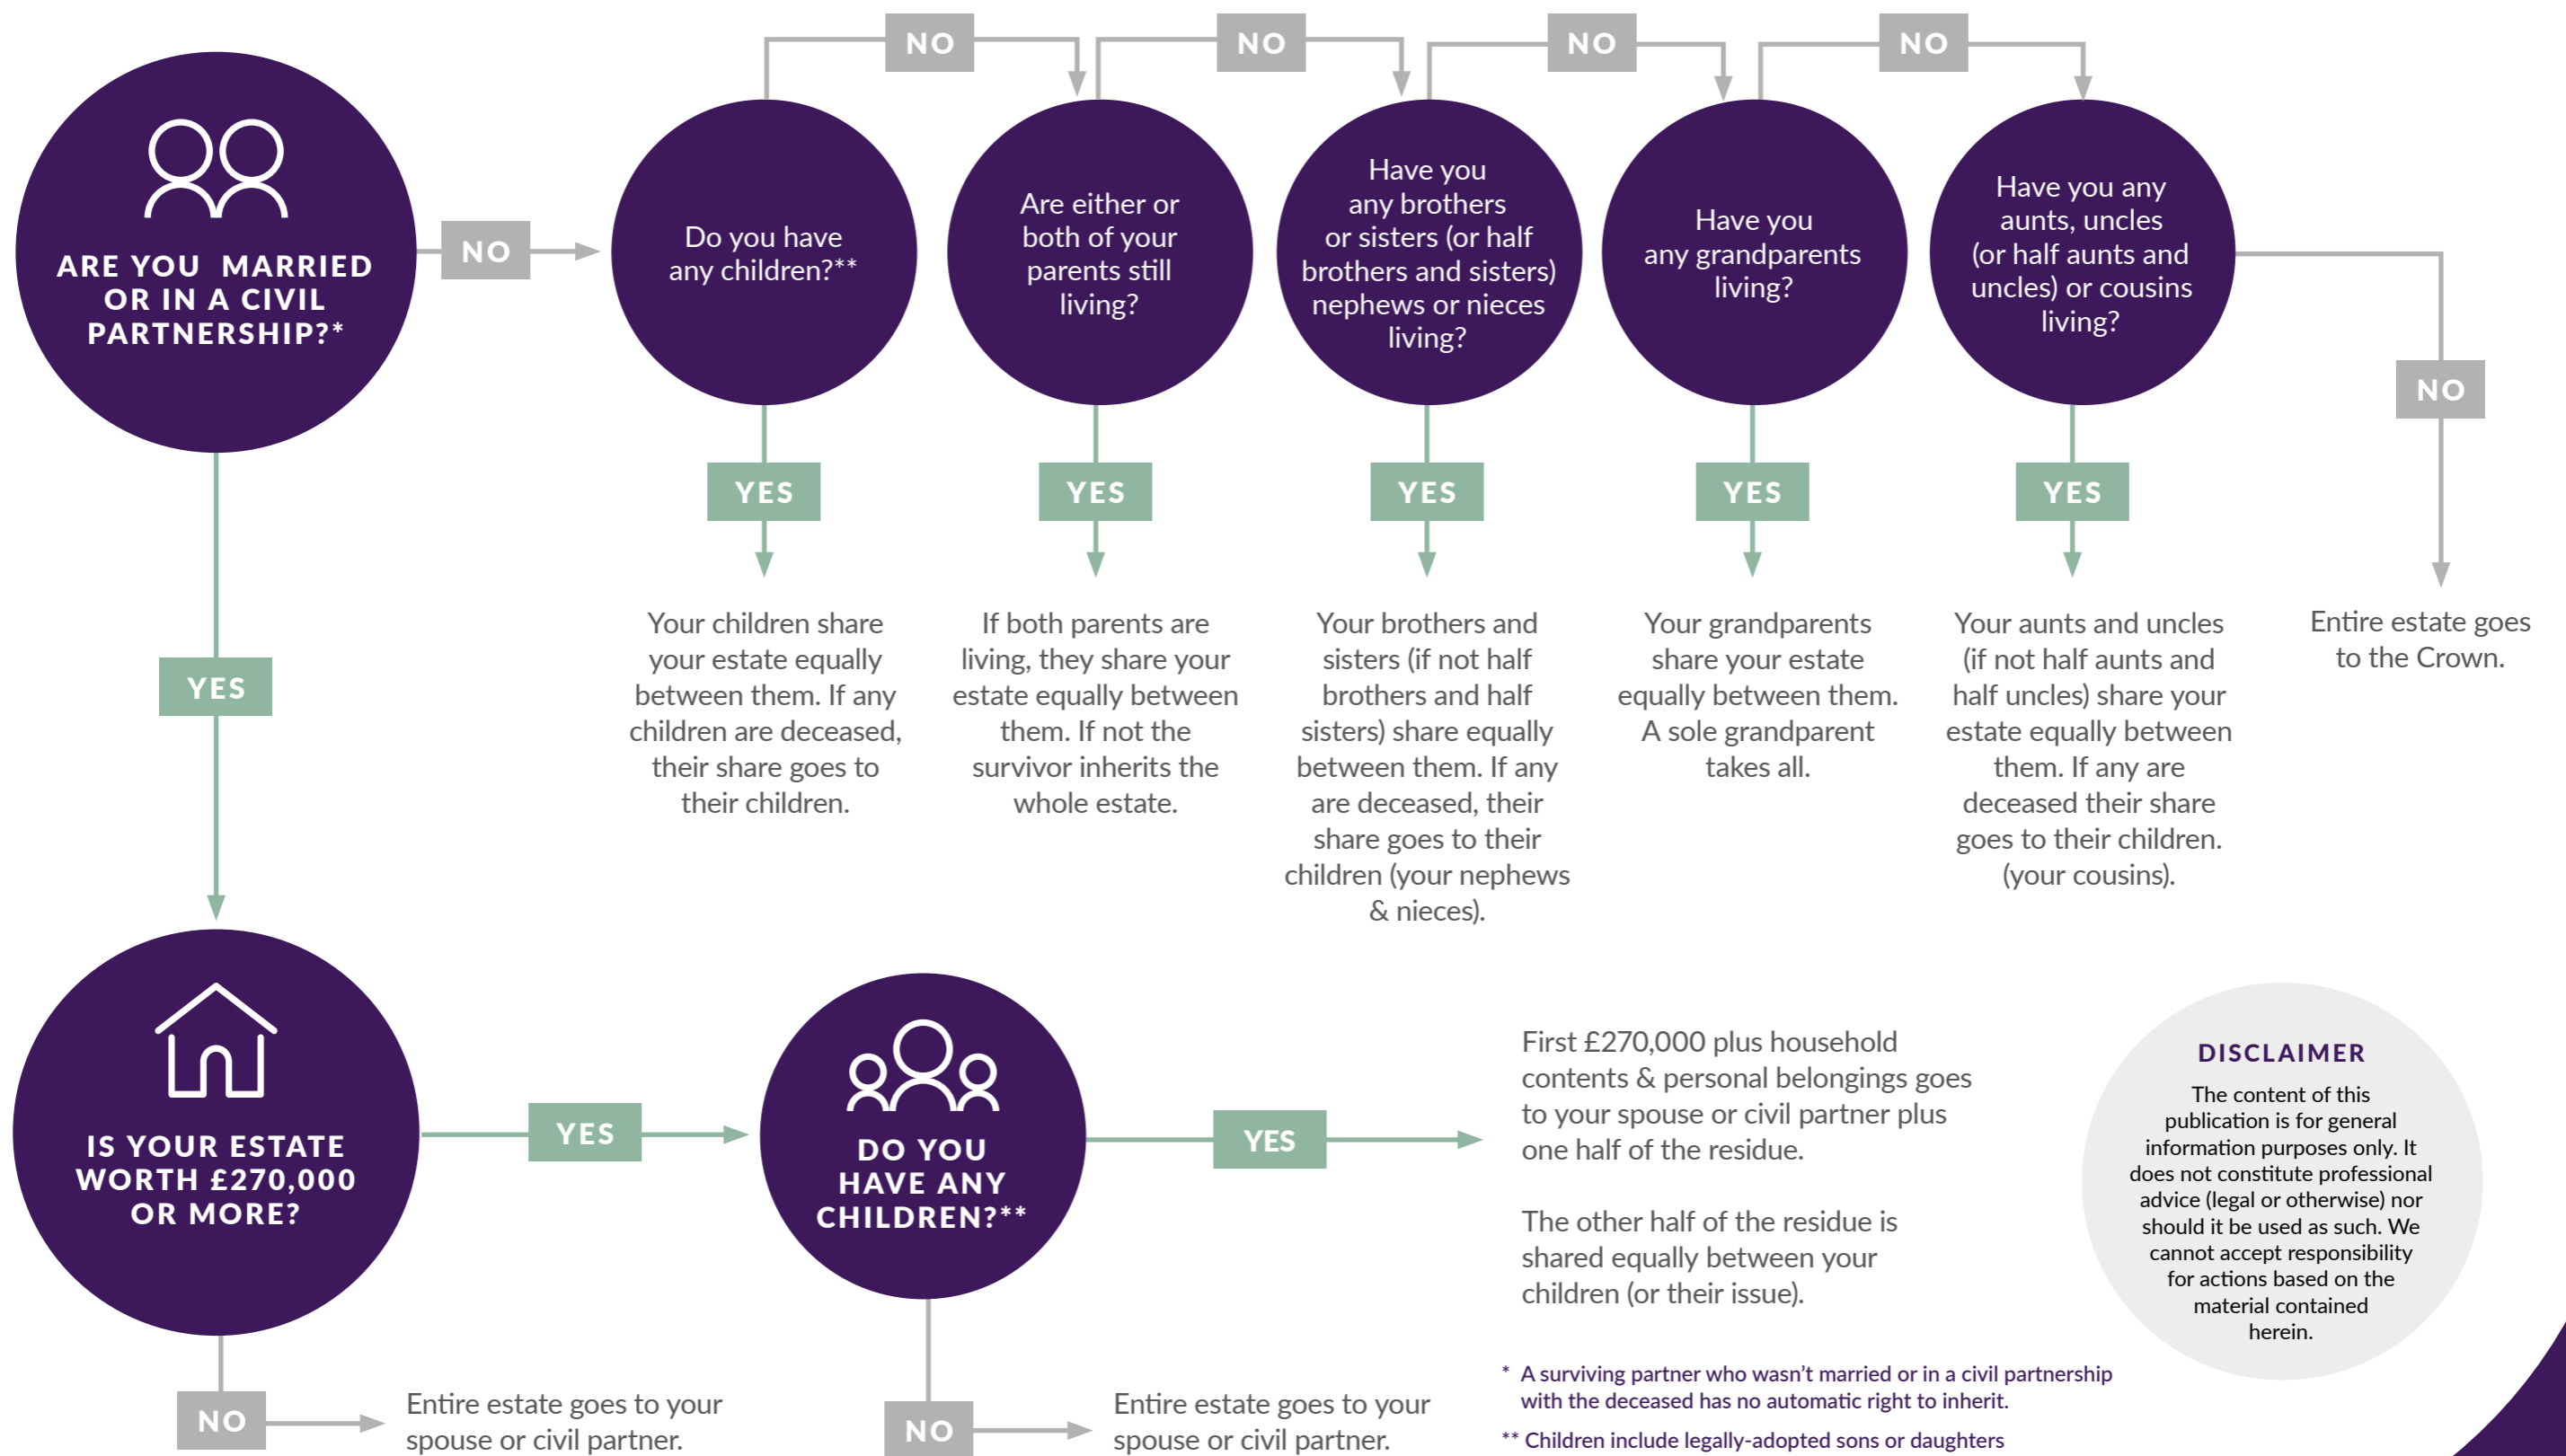 ARE YOU MARRIED
OR IN A CIVIL
PARTNERSHIP?*
NO
Do you have
any children?**
NO
Are either or
both of your
parents still
living?
NO
Have you
any brothers
or sisters (or half
brothers and sisters)
nephews or nieces
living?
NO
Have you
any grandparents
living?
NO
Have you any
aunts, uncles
(or half aunts and
uncles) or cousins
living?
NO
YES
YES
YES
YES
YES
YES
Your children share
your estate equally
between them. If any
children are deceased,
their share goes to
their children.
If both parents are
living, they share your
estate equally between
them. If not the
survivor inherits the
whole estate.
Your brothers and
sisters (if not half
brothers and half
sisters) share equally
between them. If any
are deceased, their
share goes to their
children (your nephews
& nieces).
Your grandparents
share your estate
equally between them.
A sole grandparent
takes all.
Your aunts and uncles
(if not half aunts and
half uncles) share your
estate equally between
them. If any are
deceased their share
goes to their children.
(your cousins).
Entire estate goes
to the Crown.
IS YOUR ESTATE
WORTH £270,000
OR MORE?
YES
DO YOU
HAVE ANY
CHILDREN?**
YES
First £270,000 plus household
contents & personal belongings goes
to your spouse or civil partner plus
one half of the residue.
The other half of the residue is
shared equally between your
children (or their issue).
NO
Entire estate goes to your
spouse or civil partner.
NO
Entire estate goes to your
spouse or civil partner.
* A surviving partner who wasn't married or in a civil partnership
with the deceased has no automatic right to inherit.
** Children include legally-adopted sons or daughters
DISCLAIMER
The content of this
publication is for general
information purposes only. It
does not constitute professional
advice (legal or otherwise) nor
should it be used as such. We
cannot accept responsibility
for actions based on the
material contained
herein.